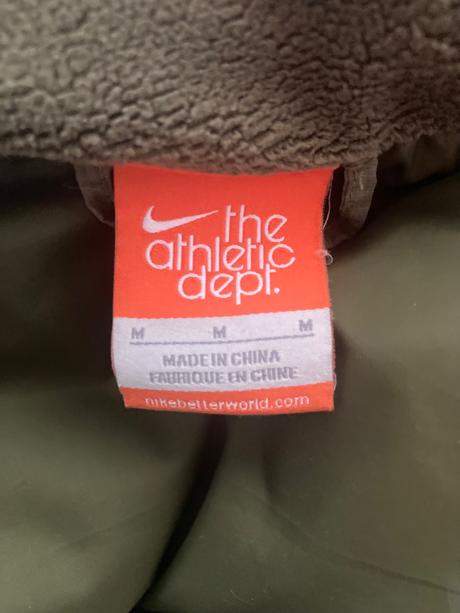 the
athletic
dept.
M M M
MADE IN CHINA
FABRIQUE EN CHINE
nikebetterworld.com